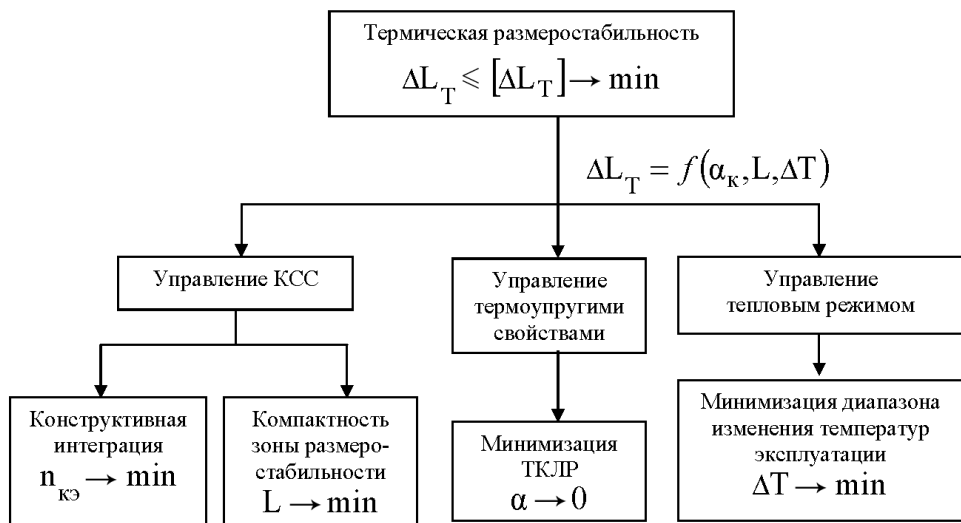 Термическая размеростабильность
ΔL_T ⩽ [ΔL_T] → min
ΔL_T = f(α_к, L, ΔT)
Управление КСС
Управление
термоупругими
свойствами
Управление
тепловым режимом
Конструктивная
интеграция
n_кэ → min
Компактность
зоны размеро-
стабильности
L → min
Минимизация
ТКЛР
α → 0
Минимизация диапазона
изменения температур
эксплуатации
ΔT → min